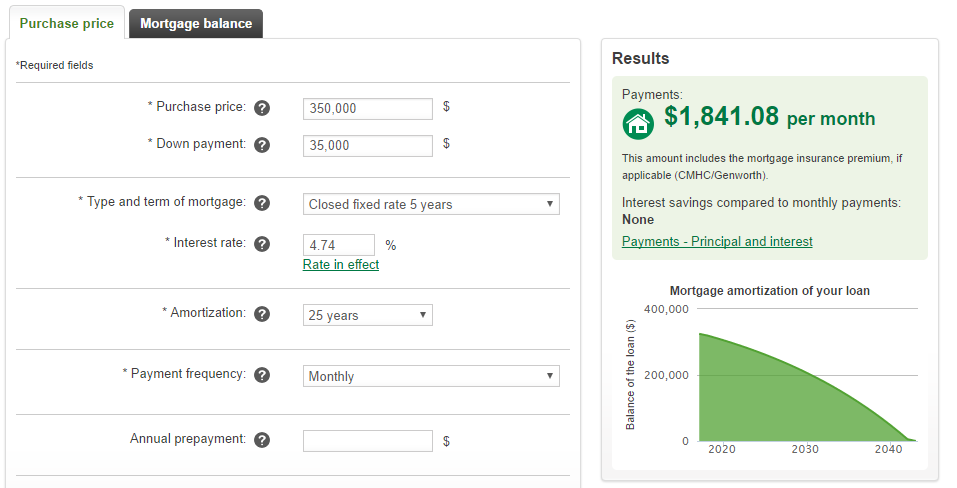 Purchase price
Mortgage balance
*Required fields
* Purchase price: ?
350,000 $
* Down payment: ?
35,000 $
* Type and term of mortgage: ?
Closed fixed rate 5 years
* Interest rate: ?
4.74 %
Rate in effect
* Amortization: ?
25 years
* Payment frequency: ?
Monthly
Annual prepayment: ?
$
Results
Payments:
$1,841.08 per month
This amount includes the mortgage insurance premium, if
applicable (CMHC/Genworth).
Interest savings compared to monthly payments:
None
Payments - Principal and interest
Mortgage amortization of your loan
Balance of the loan ($)
400,000
200,000
0
2020 2030 2040